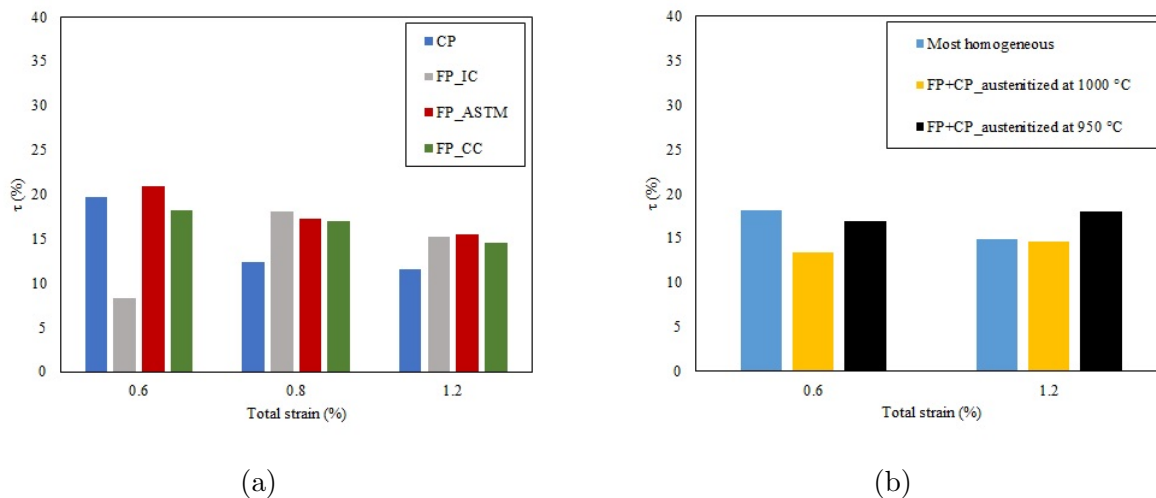 40
35
30
25
20
15
10
5
0
τ (%)
CP
FP_IC
FP_ASTM
FP_CC
0.6
0.8
1.2
Total strain (%)
(a)
40
35
30
25
20
15
10
5
0
τ (%)
Most homogeneous
FP+CP_austenitized at 1000 °C
FP+CP_austenitized at 950 °C
0.6
1.2
Total strain (%)
(b)